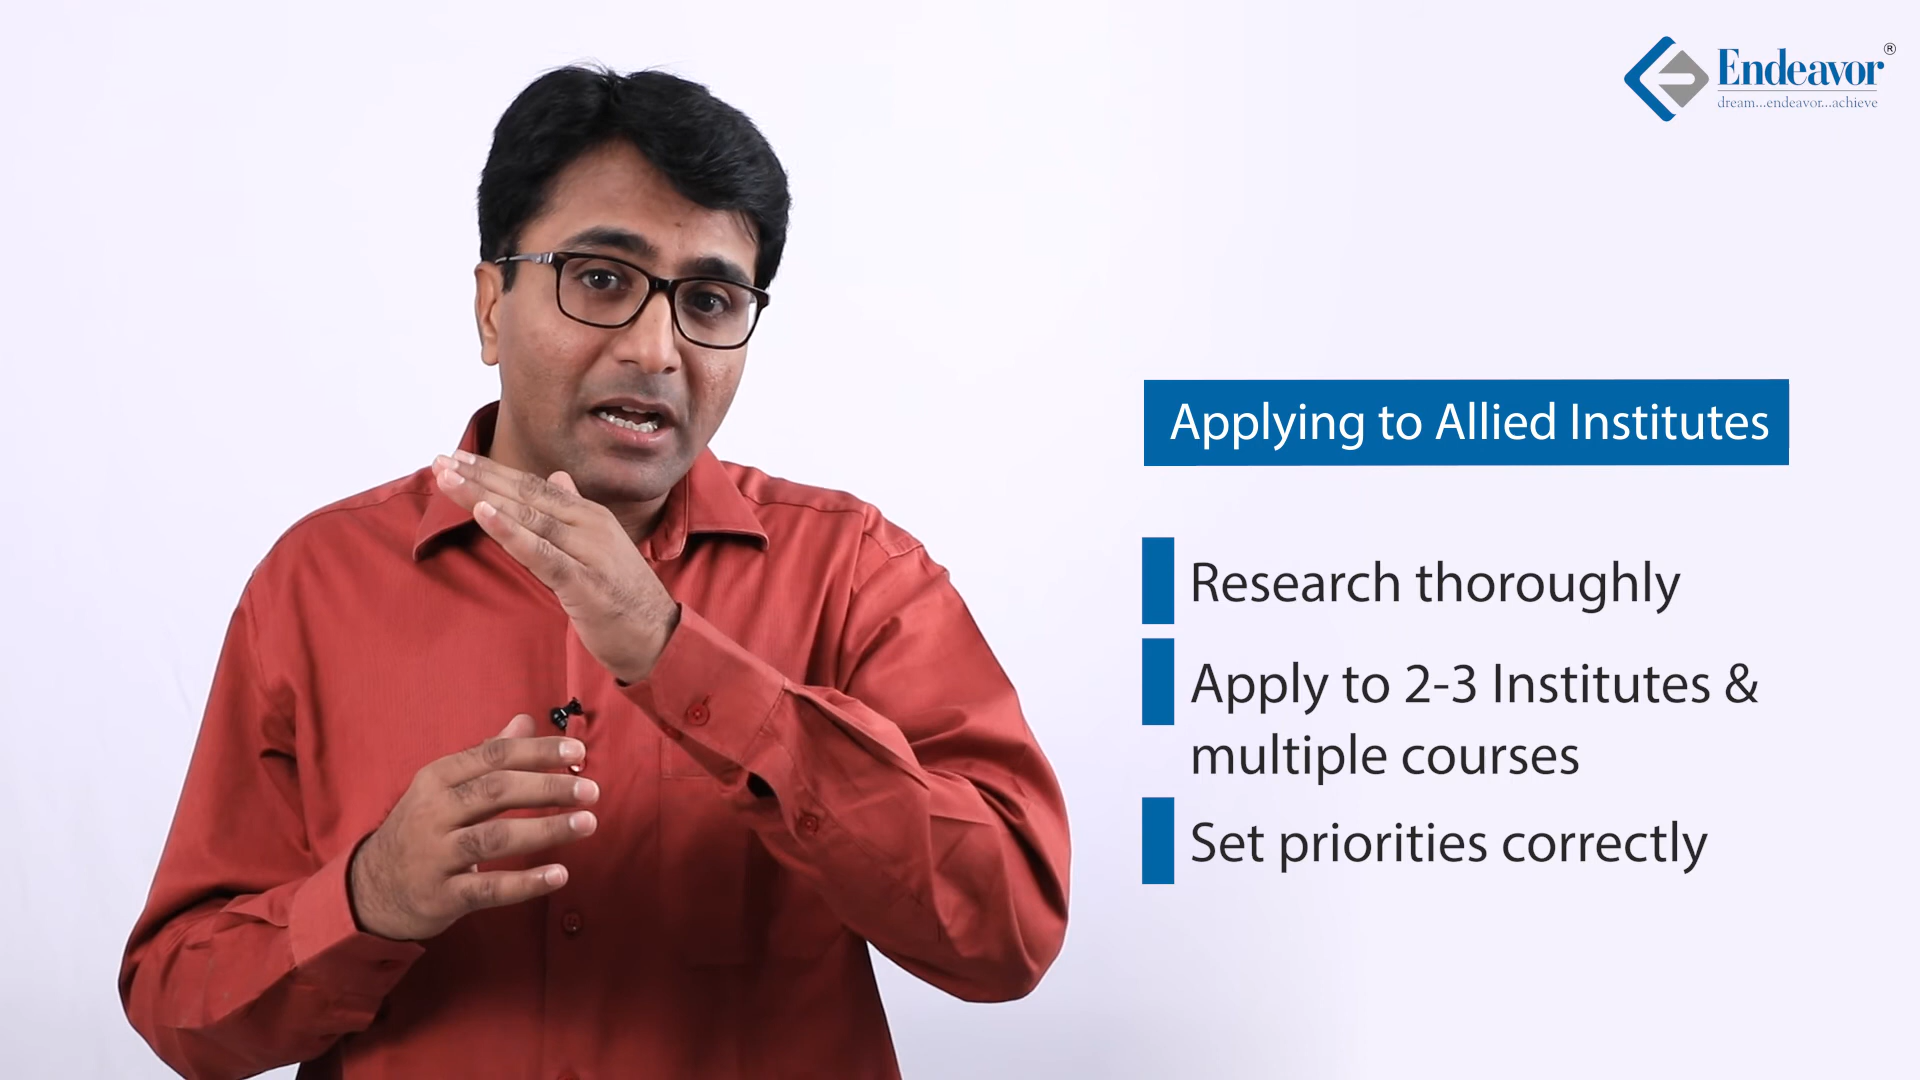 Endeavor®
dream...endeavor...achieve
Applying to Allied Institutes
Research thoroughly
Apply to 2-3 Institutes &
multiple courses
Set priorities correctly